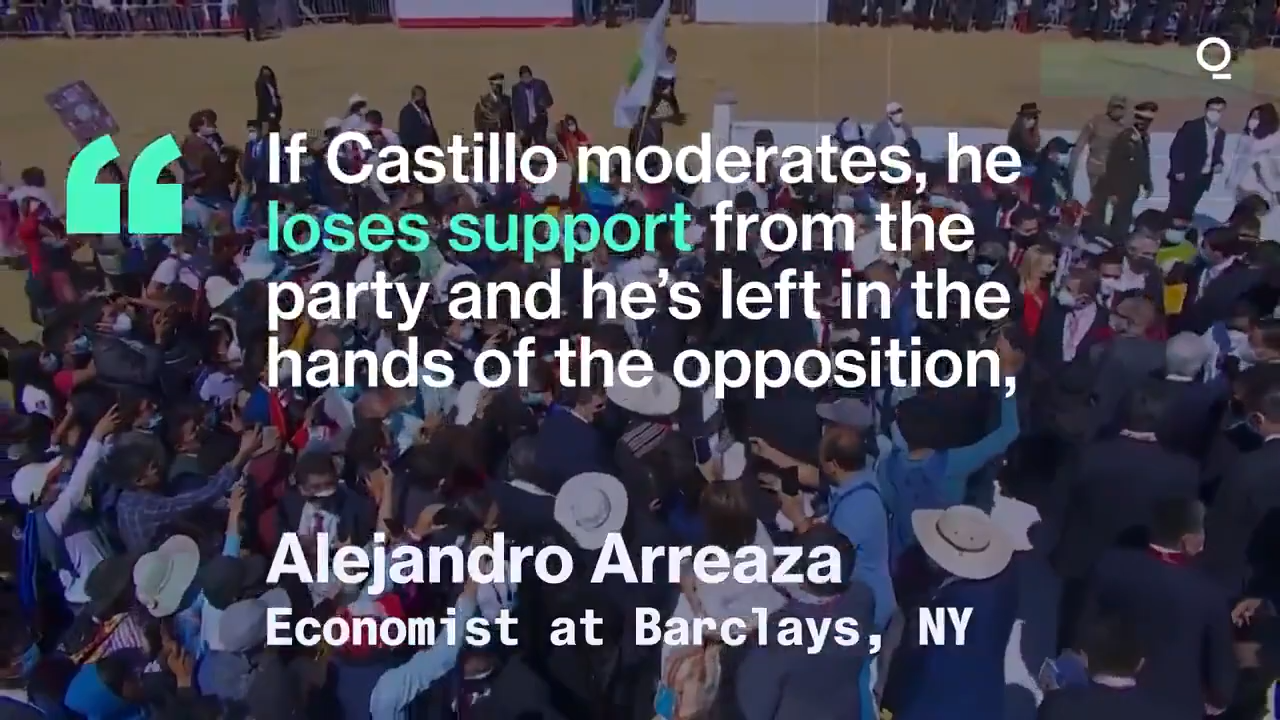 “
If Castillo moderates, he
loses support from the
party and he’s left in the
hands of the opposition,
Alejandro Arreaza
Economist at Barclays, NY